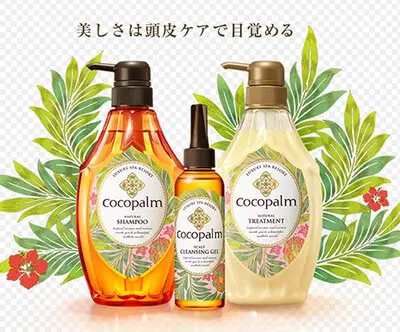 美しさは頭皮ケアで目覚める
LUXURY SPA RESORT
cocopalm
NATURAL
SHAMPOO
LUXURY SPA RESORT
cocopalm
SCALP
CLEANSING GEL
LUXURY SPA RESORT
cocopalm
NATURAL
TREATMENT